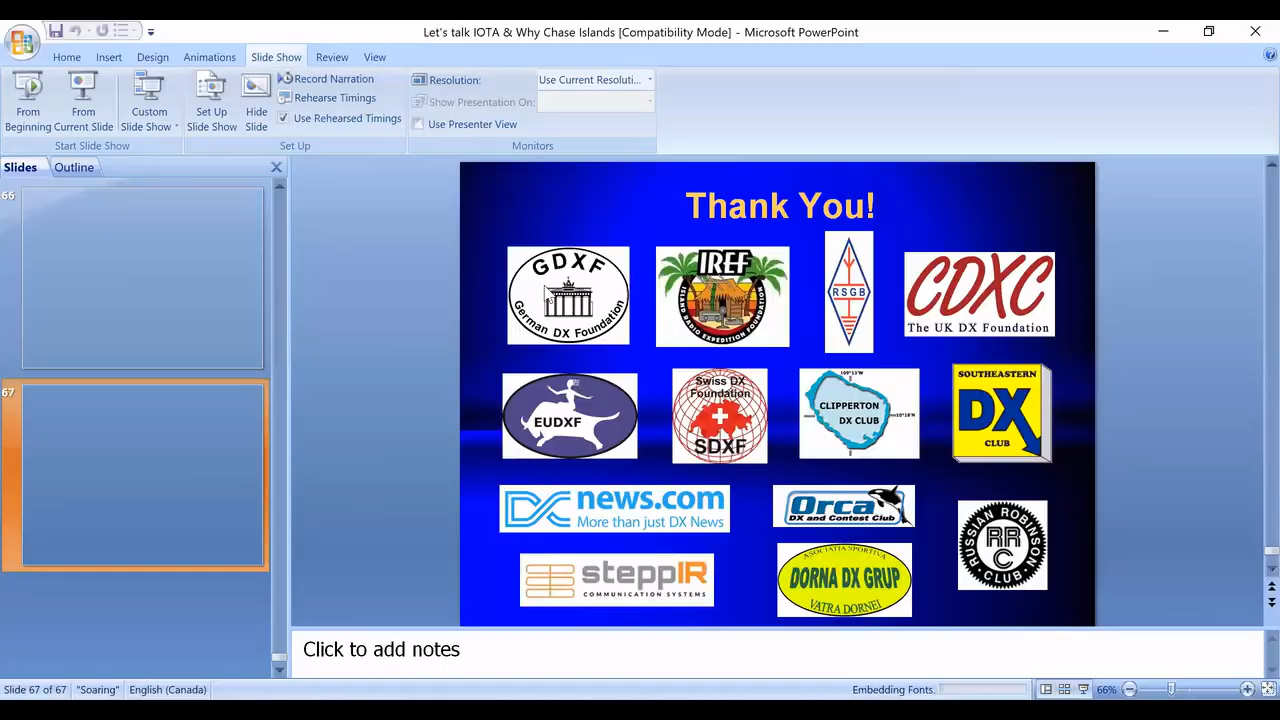 Let's talk IOTA & Why Chase Islands [Compatibility Mode] - Microsoft PowerPoint
Home Insert Design Animations Slide Show Review View
From Beginning
From Current Slide
Custom Slide Show
Set Up Slide Show
Hide Slide
Record Narration
Rehearse Timings
Use Rehearsed Timings
Resolution: Use Current Resoluti...
Show Presentation On:
Use Presenter View
Start Slide Show
Set Up
Monitors
Slides Outline
66
67
Thank You!
GDXF
German DX Foundation
IREF
ISLAND RADIO EXPEDITION FOUNDATION
RSGB
CDXC
The UK DX Foundation
EUDXF
Swiss DX
Foundation
SDXF
109°13'W
CLIPPERTON
DX CLUB
10°18'N
SOUTHEASTERN
DX
CLUB
DXnews.com
More than just DX News
Orca
DX and Contest Club
RUSSIAN ROBINSON
RRC
CLUB
steppIR
COMMUNICATION SYSTEMS
ASOCIATIA SPORTIVA
DORNA DX GRUP
VATRA DORNEI
Click to add notes
Slide 67 of 67 "Soaring" English (Canada) Embedding Fonts. 66%